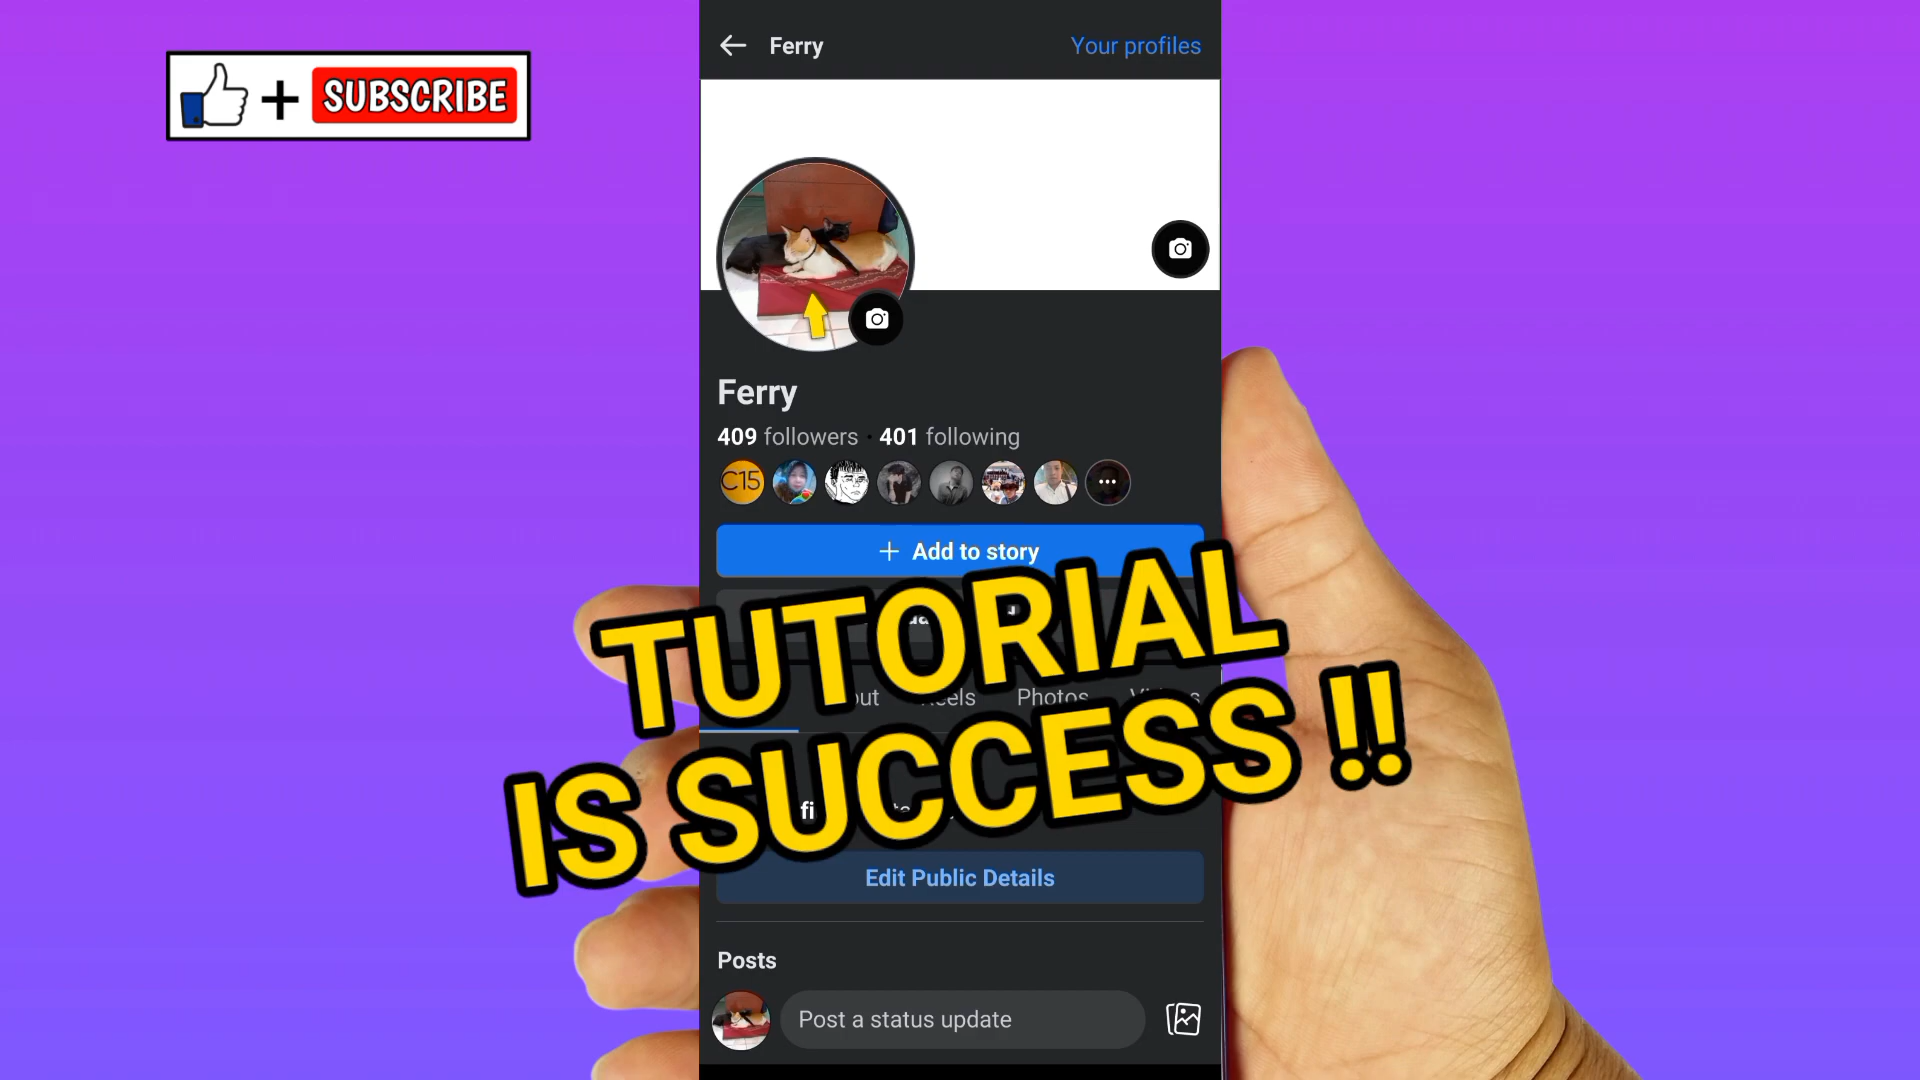 + SUBSCRIBE
Ferry
Your profiles
Ferry
409 followers · 401 following
C15
+ Add to story
Photos
TUTORIAL
IS SUCCESS !!
Edit Public Details
Posts
Post a status update